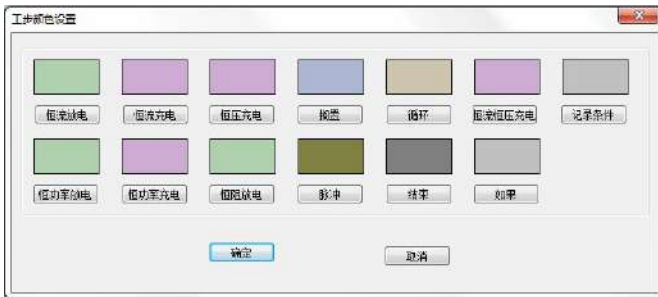 工步颜色设置
恒流放电 恒流充电 恒压充电 搁置 循环 恒流恒压充电 记录条件
恒功率放电 恒功率充电 恒阻放电 脉冲 结束 如果
确定 取消